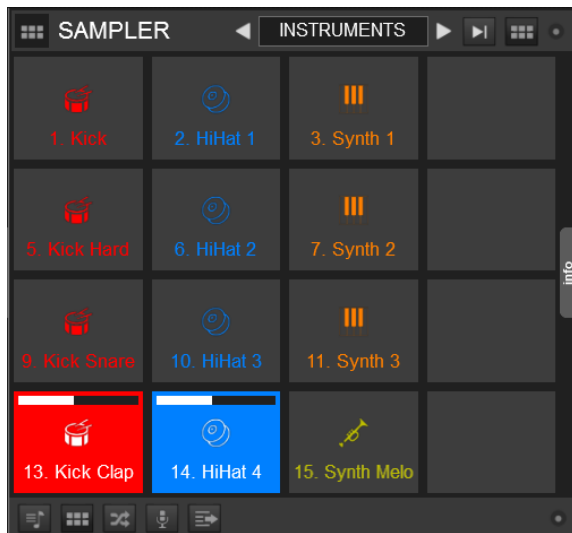 SAMPLER
INSTRUMENTS
1. Kick
2. HiHat 1
3. Synth 1
5. Kick Hard
6. HiHat 2
7. Synth 2
info
9. Kick Snare
10. HiHat 3
11. Synth 3
13. Kick Clap
14. HiHat 4
15. Synth Melo